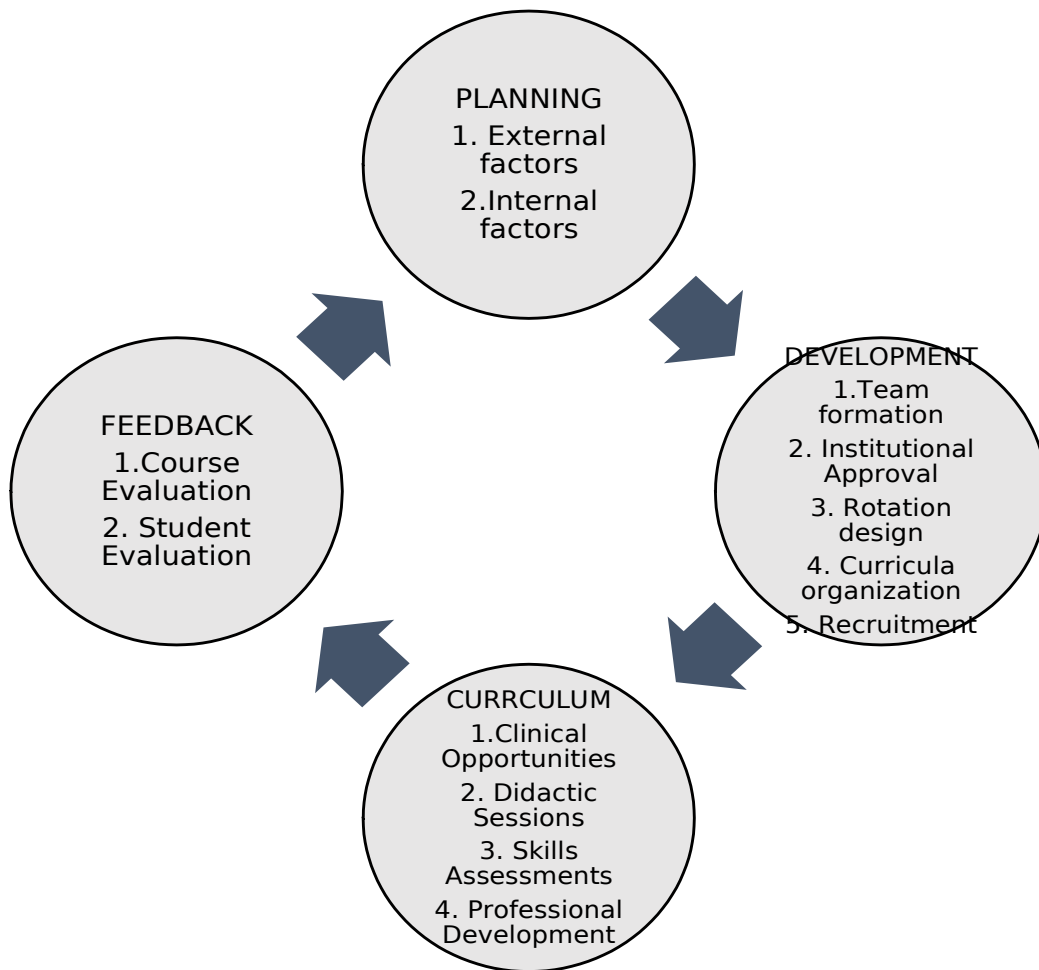 PLANNING
1. External
factors
2.Internal
factors
DEVELOPMENT
1.Team
formation
2. Institutional
Approval
3. Rotation
design
4. Curricula
organization
5. Recruitment
CURRCULUM
1.Clinical
Opportunities
2. Didactic
Sessions
3. Skills
Assessments
4. Professional
Development
FEEDBACK
1.Course
Evaluation
2. Student
Evaluation